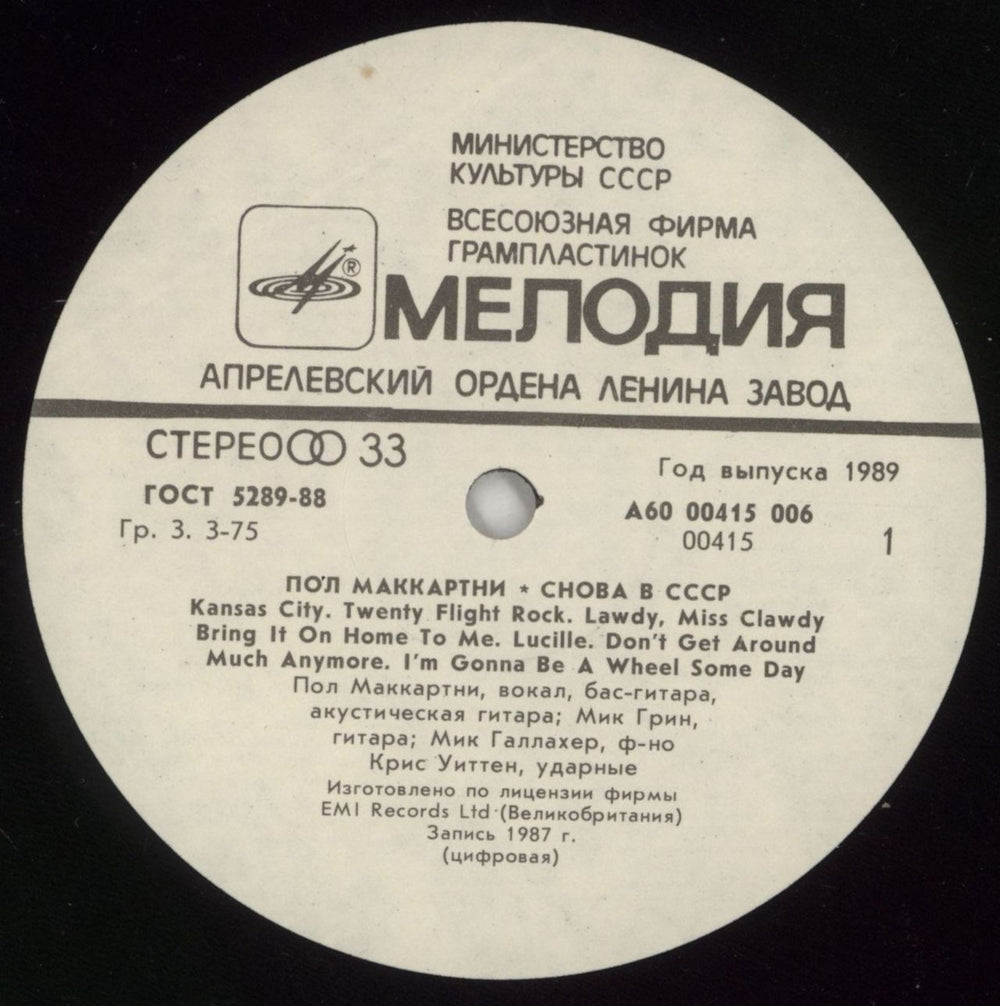 МИНИСТЕРСТВО
КУЛЬТУРЫ СССР
ВСЕСОЮЗНАЯ ФИРМА
ГРАМПЛАСТИНОК
®
МЕЛОДИЯ
АПРЕЛЕВСКИЙ ОРДЕНА ЛЕНИНА ЗАВОД
СТЕРЕО 33
ГОСТ 5289-88
Гр. 3. 3-75
Год выпуска 1989
А60 00415 006
00415
1
ПОЛ МАККАРТНИ * СНОВА В СССР
Kansas City. Twenty Flight Rock. Lawdy, Miss Clawdy
Bring It On Home To Me. Lucille. Don't Get Around
Much Anymore. I'm Gonna Be A Wheel Some Day
Пол Маккартни, вокал, бас-гитара,
акустическая гитара; Мик Грин,
гитара; Мик Галлахер, ф-но
Крис Уиттен, ударные
Изготовлено по лицензии фирмы
EMI Records Ltd (Великобритания)
Запись 1987 г.
(цифровая)